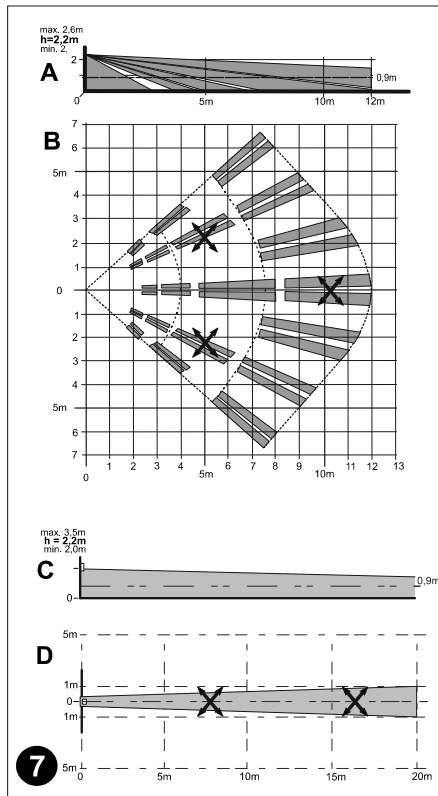 max. 2,6m
h=2,2m
min. 2,
2
A
0,9m
0 5m 10m 12m
B
7
6
5m
4
3
2
1
0
1
2
3
4
5m
6
7
0 1 2 3 4 5m 6 7 8 9 10m 11 12 13
max. 3,5m
h = 2,2m
min. 2,0m
C
0,9m
0
5m
D
1m
0
1m
5m
0 5m 10m 15m 20m
7